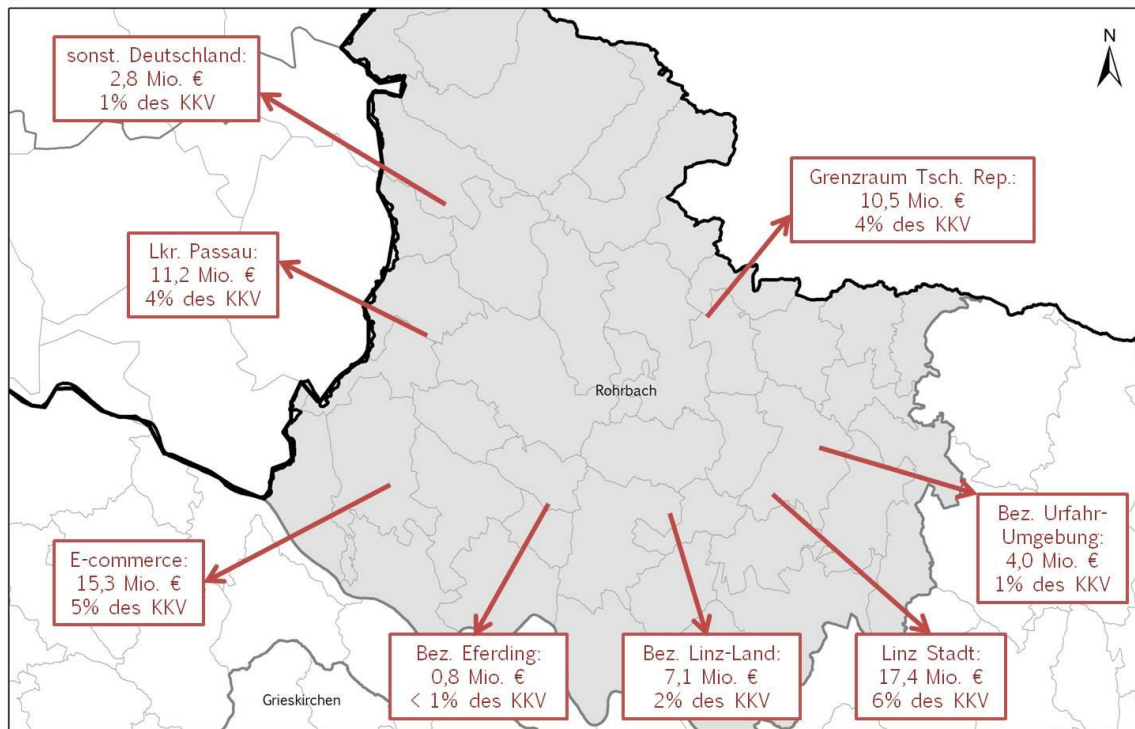 sonst. Deutschland:
2,8 Mio. €
1% des KKV
N
Grenzraum Tsch. Rep.:
10,5 Mio. €
4% des KKV
Lkr. Passau:
11,2 Mio. €
4% des KKV
Rohrbach
E-commerce:
15,3 Mio. €
5% des KKV
Bez. Urfahr-
Umgebung:
4,0 Mio. €
1% des KKV
Bez. Eferding:
0,8 Mio. €
< 1% des KKV
Bez. Linz-Land:
7,1 Mio. €
2% des KKV
Linz Stadt:
17,4 Mio. €
6% des KKV
Grieskirchen